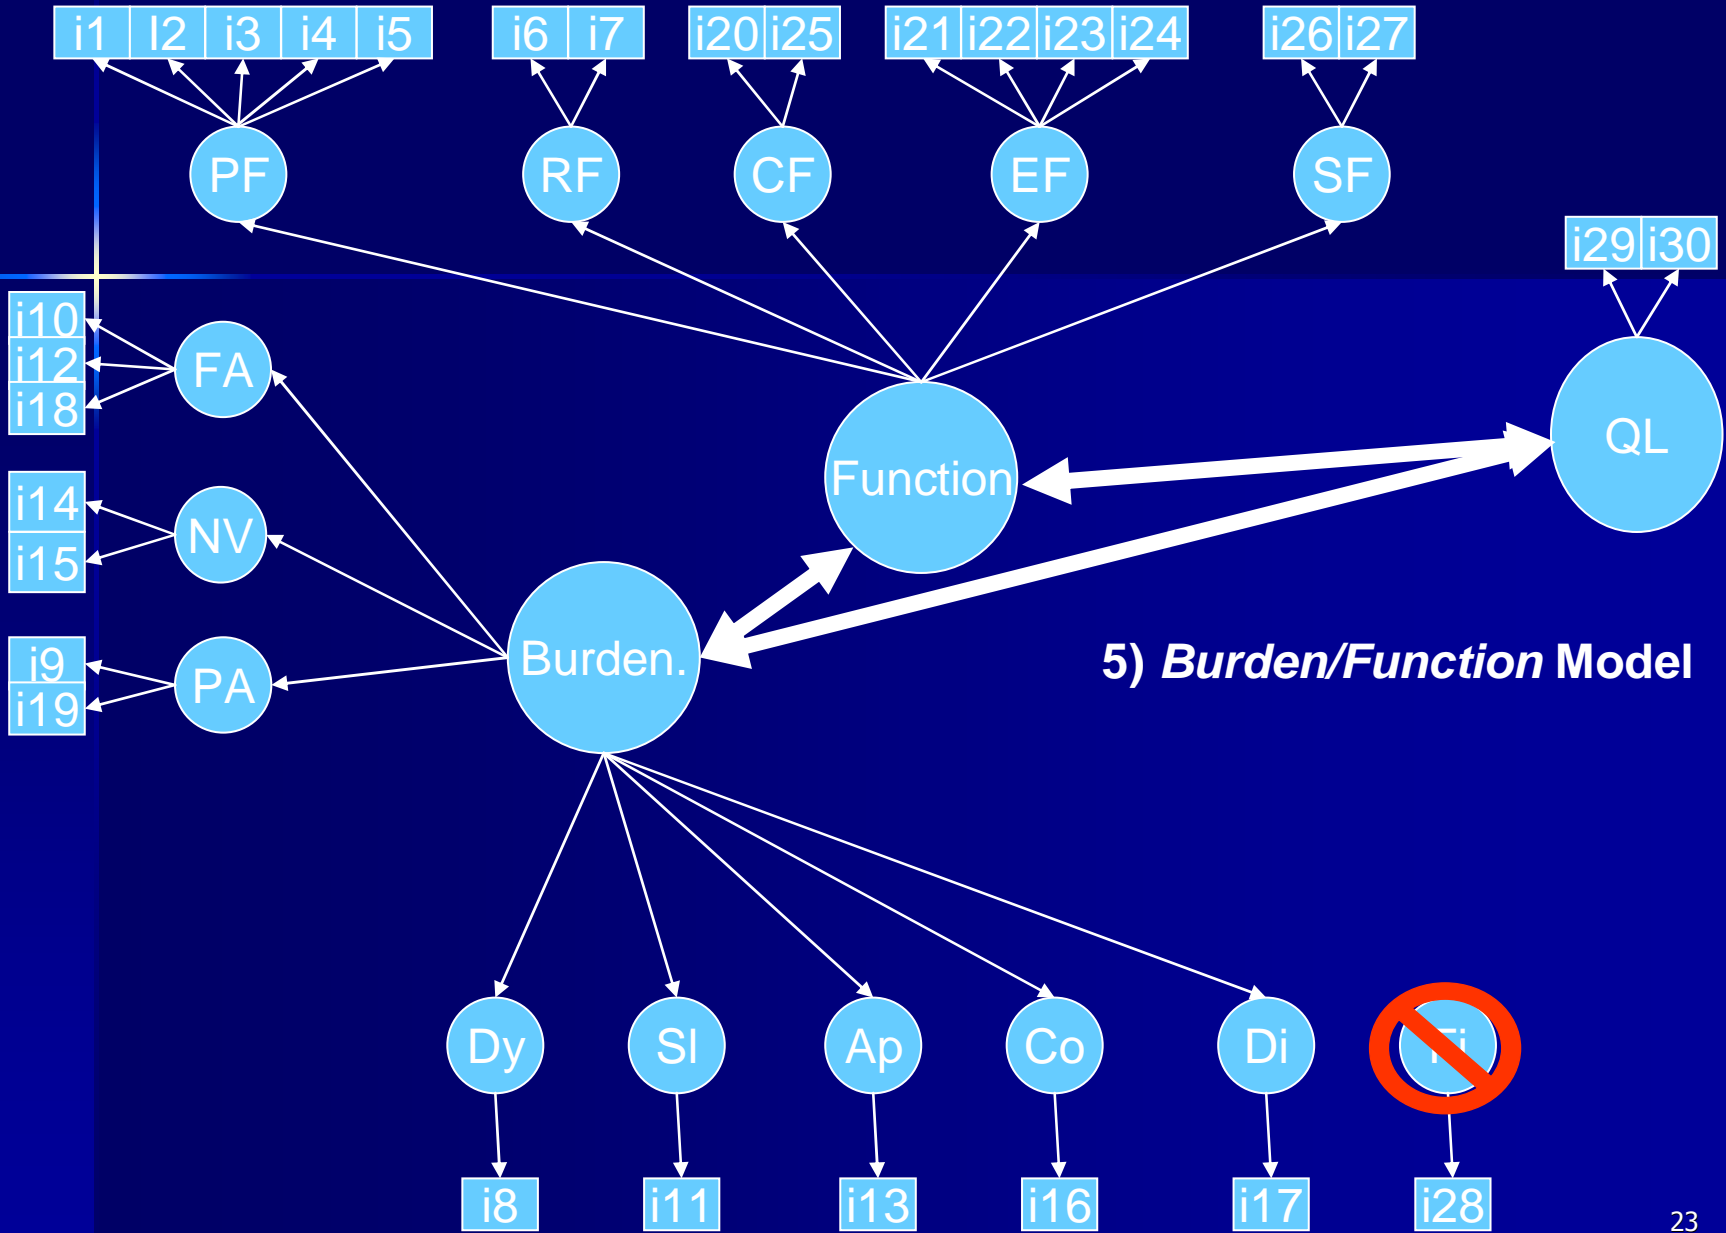 i1 I2 i3 i4 i5 i6 i7 i20 i25 i21 i22 i23 i24 i26 i27
PF RF CF EF SF
i29 i30
i10
i12
i18
FA
QL
Function
i14
i15
NV
Burden.
5) Burden/Function Model
i9
i19
PA
Dy Sl Ap Co Di Fi
i8 i11 i13 i16 i17 i28
23